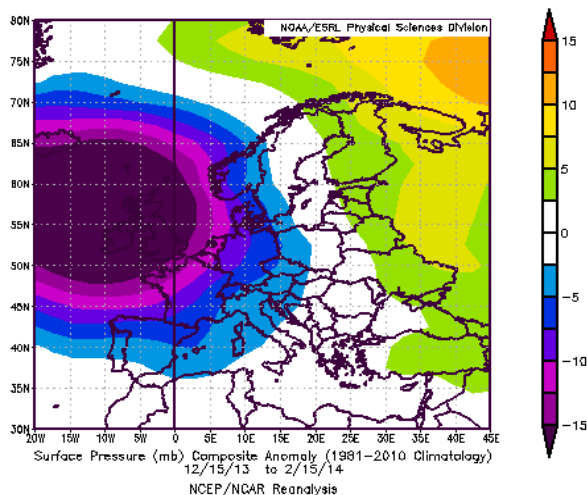 NOAA/ESRL Physical Sciences Division
80N
75N
70N
65N
60N
55N
50N
45N
40N
35N
30N
20W 15W 10W 5W 0 5E 10E 15E 20E 25E 30E 35E 40E 45E
15
10
5
0
-5
-10
-15
Surface Pressure (mb) Composite Anomaly (1981-2010 Climatology)
12/15/13 to 2/15/14
NCEP/NCAR Reanalysis